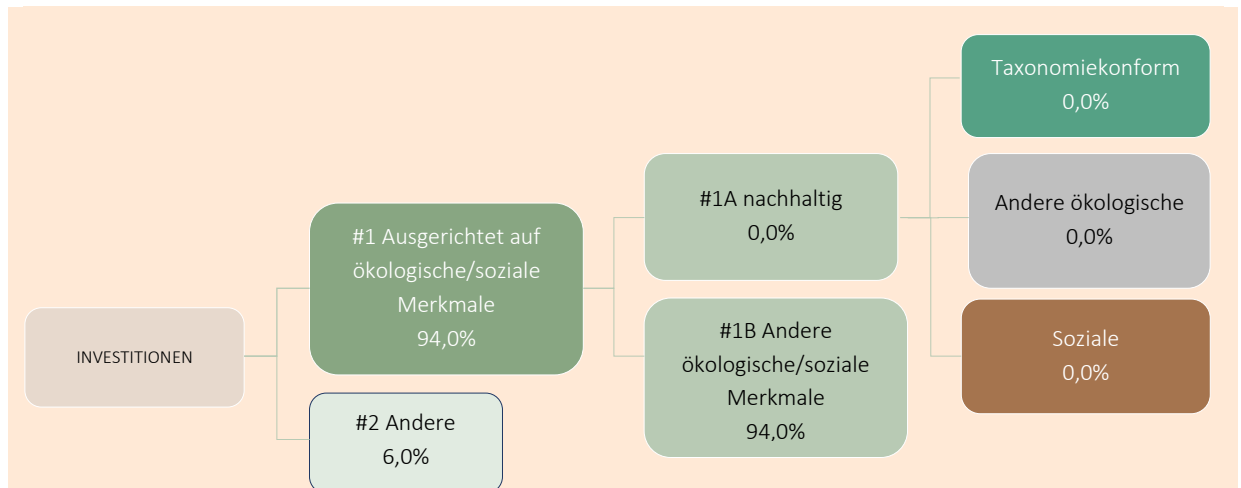 INVESTITIONEN
#1 Ausgerichtet auf
ökologische/soziale
Merkmale
94,0%
#2 Andere
6,0%
#1A nachhaltig
0,0%
#1B Andere
ökologische/soziale
Merkmale
94,0%
Taxonomiekonform
0,0%
Andere ökologische
0,0%
Soziale
0,0%